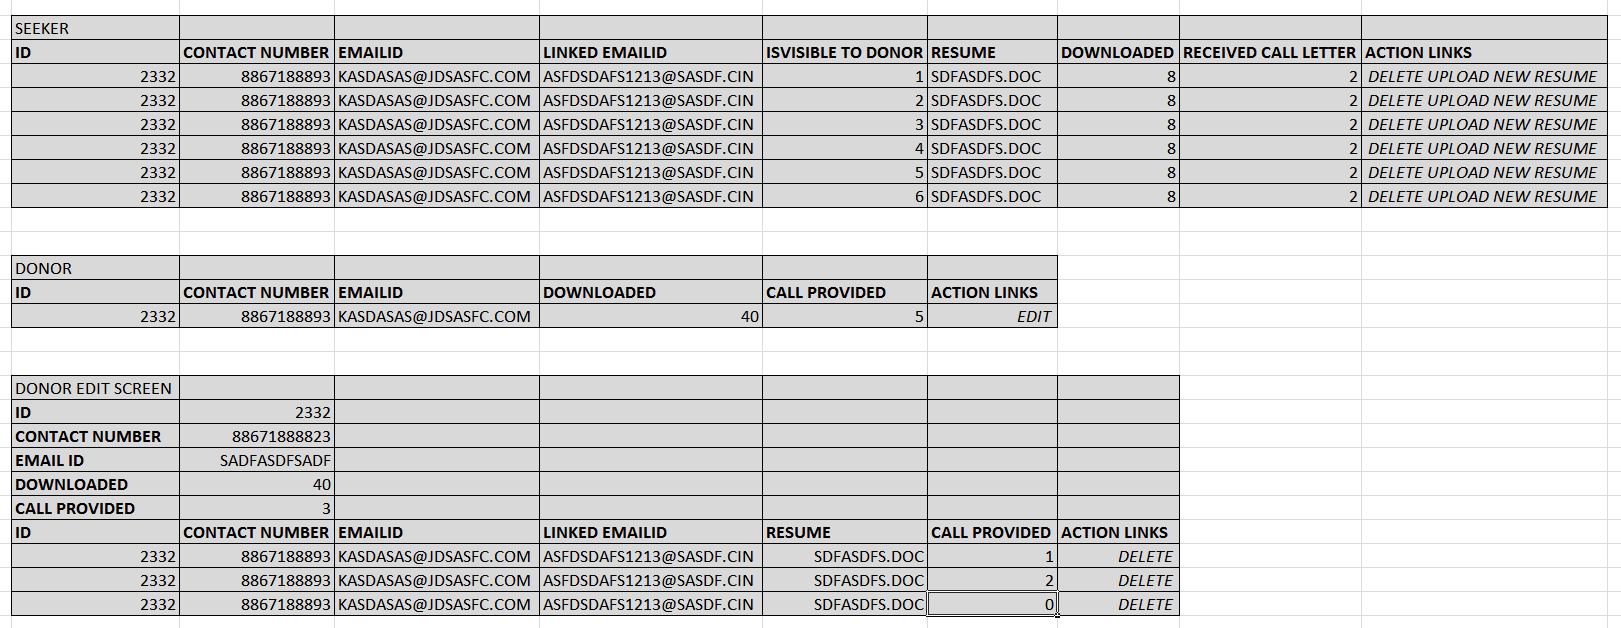 SEEKER
ID CONTACT NUMBER EMAILID LINKED EMAILID ISVISIBLE TO DONOR RESUME DOWNLOADED RECEIVED CALL LETTER ACTION LINKS
2332 8867188893 KASDASAS@JDSASFC.COM ASFDSDAFS1213@SASDF.CIN 1 SDFASDFS.DOC 8 2 DELETE UPLOAD NEW RESUME
2332 8867188893 KASDASAS@JDSASFC.COM ASFDSDAFS1213@SASDF.CIN 2 SDFASDFS.DOC 8 2 DELETE UPLOAD NEW RESUME
2332 8867188893 KASDASAS@JDSASFC.COM ASFDSDAFS1213@SASDF.CIN 3 SDFASDFS.DOC 8 2 DELETE UPLOAD NEW RESUME
2332 8867188893 KASDASAS@JDSASFC.COM ASFDSDAFS1213@SASDF.CIN 4 SDFASDFS.DOC 8 2 DELETE UPLOAD NEW RESUME
2332 8867188893 KASDASAS@JDSASFC.COM ASFDSDAFS1213@SASDF.CIN 5 SDFASDFS.DOC 8 2 DELETE UPLOAD NEW RESUME
2332 8867188893 KASDASAS@JDSASFC.COM ASFDSDAFS1213@SASDF.CIN 6 SDFASDFS.DOC 8 2 DELETE UPLOAD NEW RESUME
DONOR
ID CONTACT NUMBER EMAILID DOWNLOADED CALL PROVIDED ACTION LINKS
2332 8867188893 KASDASAS@JDSASFC.COM 40 5 EDIT
DONOR EDIT SCREEN
ID 2332
CONTACT NUMBER 88671888823
EMAIL ID SADFASDFSADF
DOWNLOADED 40
CALL PROVIDED 3
ID CONTACT NUMBER EMAILID LINKED EMAILID RESUME CALL PROVIDED ACTION LINKS
2332 8867188893 KASDASAS@JDSASFC.COM ASFDSDAFS1213@SASDF.CIN SDFASDFS.DOC 1 DELETE
2332 8867188893 KASDASAS@JDSASFC.COM ASFDSDAFS1213@SASDF.CIN SDFASDFS.DOC 2 DELETE
2332 8867188893 KASDASAS@JDSASFC.COM ASFDSDAFS1213@SASDF.CIN SDFASDFS.DOC 0 DELETE